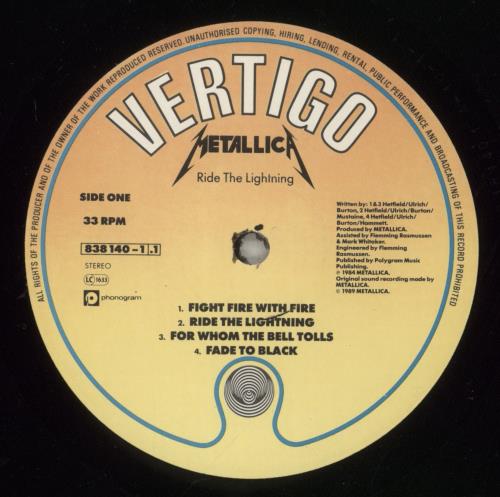 ALL RIGHTS OF THE PRODUCER AND OF THE OWNER OF THE WORK REPRODUCED RESERVED. UNAUTHORISED COPYING, HIRING, LENDING, RENTAL, PUBLIC PERFORMANCE AND BROADCASTING OF THIS RECORD PROHIBITED
VERTIGO
METALLICA
Ride The Lightning
SIDE ONE
33 RPM
838 140-1 .1
STEREO
LC 1633
phonogram
Written by: 1 & 3 Hetfield/Ulrich/
Burton, 2 Hetfield/Ulrich/Burton/
Mustaine, 4 Hetfield/Ulrich/
Burton/Hammett.
Produced by METALLICA.
Assisted by Flemming Rasmussen
& Mark Whitaker.
Engineered by Flemming
Rasmussen.
Published by Polygram Music
Publishing.
℗ 1984 METALLICA.
Original sound recording made by
METALLICA.
© 1989 METALLICA.
1. FIGHT FIRE WITH FIRE
2. RIDE THE LIGHTNING
3. FOR WHOM THE BELL TOLLS
4. FADE TO BLACK